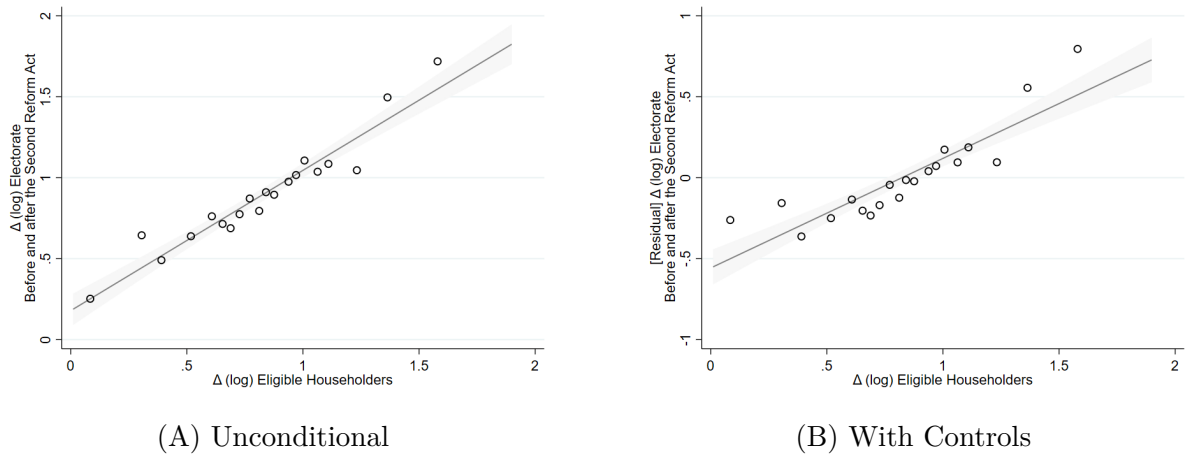 Δ (log) Electorate
Before and after the Second Reform Act
2
1.5
1
.5
0
0 .5 1 1.5 2
Δ (log) Eligible Householders
(A) Unconditional
[Residual] Δ (log) Electorate
Before and after the Second Reform Act
1
.5
0
-.5
-1
0 .5 1 1.5 2
Δ (log) Eligible Householders
(B) With Controls